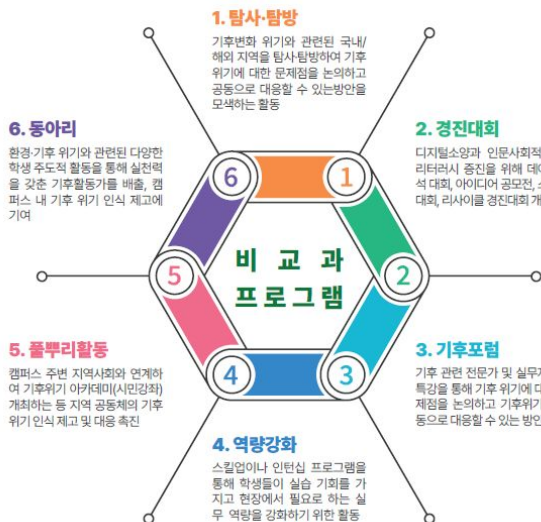 1. 탐사·탐방
기후변화 위기와 관련된 국내/
해외 지역을 탐사·탐방하여 기후
위기에 대한 문제점을 논의하고
공동으로 대응할 수 있는방안을
모색하는 활동
6. 동아리
환경·기후 위기와 관련된 다양한
학생 주도적 활동을 통해 실천력
을 갖춘 기후활동가를 배출, 캠
퍼스 내 기후 위기 인식 제고에
기여
2. 경진대회
디지털소양과 인문사회적
리터러시 증진을 위해 데이
석 대회, 아이디어 공모전,
대회, 리사이클 경진대회 개
6
1
비 교 과
프로그램
5
2
4
3
5. 풀뿌리활동
캠퍼스 주변 지역사회와 연계하
여 기후위기 아카데미(시민강좌)
개최하는 등 지역 공동체의 기후
위기 인식 제고 및 대응 촉진
3. 기후포럼
기후 관련 전문가 및 실무자
특강을 통해 기후 위기에 대
제점을 논의하고 기후위기
동으로 대응할 수 있는 방안
4. 역량강화
스킬업이나 인턴십 프로그램을
통해 학생들이 실습 기회를 가
지고 현장에서 필요로 하는 실
무 역량을 강화하기 위한 활동